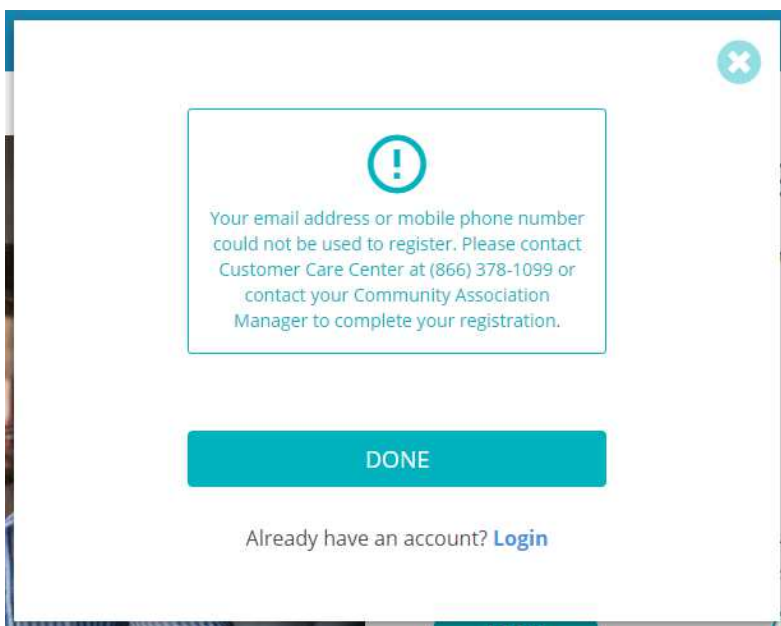 Your email address or mobile phone number
could not be used to register. Please contact
Customer Care Center at (866) 378-1099 or
contact your Community Association
Manager to complete your registration.
DONE
Already have an account? Login